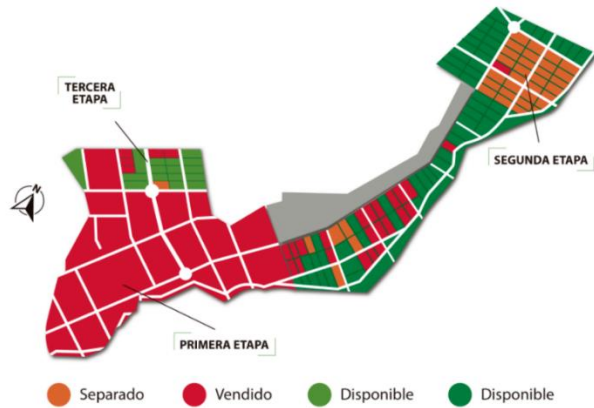 TERCERA
ETAPA
SEGUNDA ETAPA
N
PRIMERA ETAPA
Separado
Vendido
Disponible
Disponible